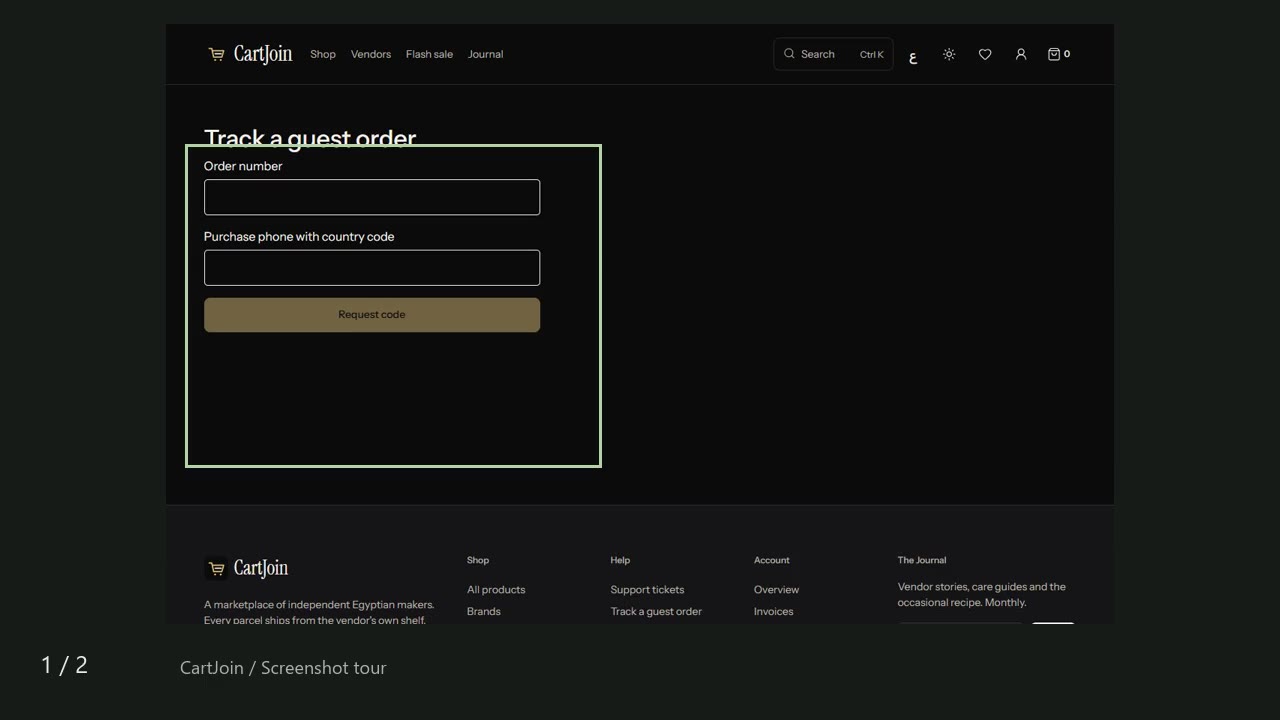 CartJoin Shop Vendors Flash sale Journal Search Ctrl K ع 0
Track a guest order
Order number
Purchase phone with country code
Request code
CartJoin
A marketplace of independent Egyptian makers.
Every parcel ships from the vendor's own shelf.
Shop
All products
Brands
Help
Support tickets
Track a guest order
Account
Overview
Invoices
The Journal
Vendor stories, care guides and the
occasional recipe. Monthly.
1 / 2
CartJoin / Screenshot tour